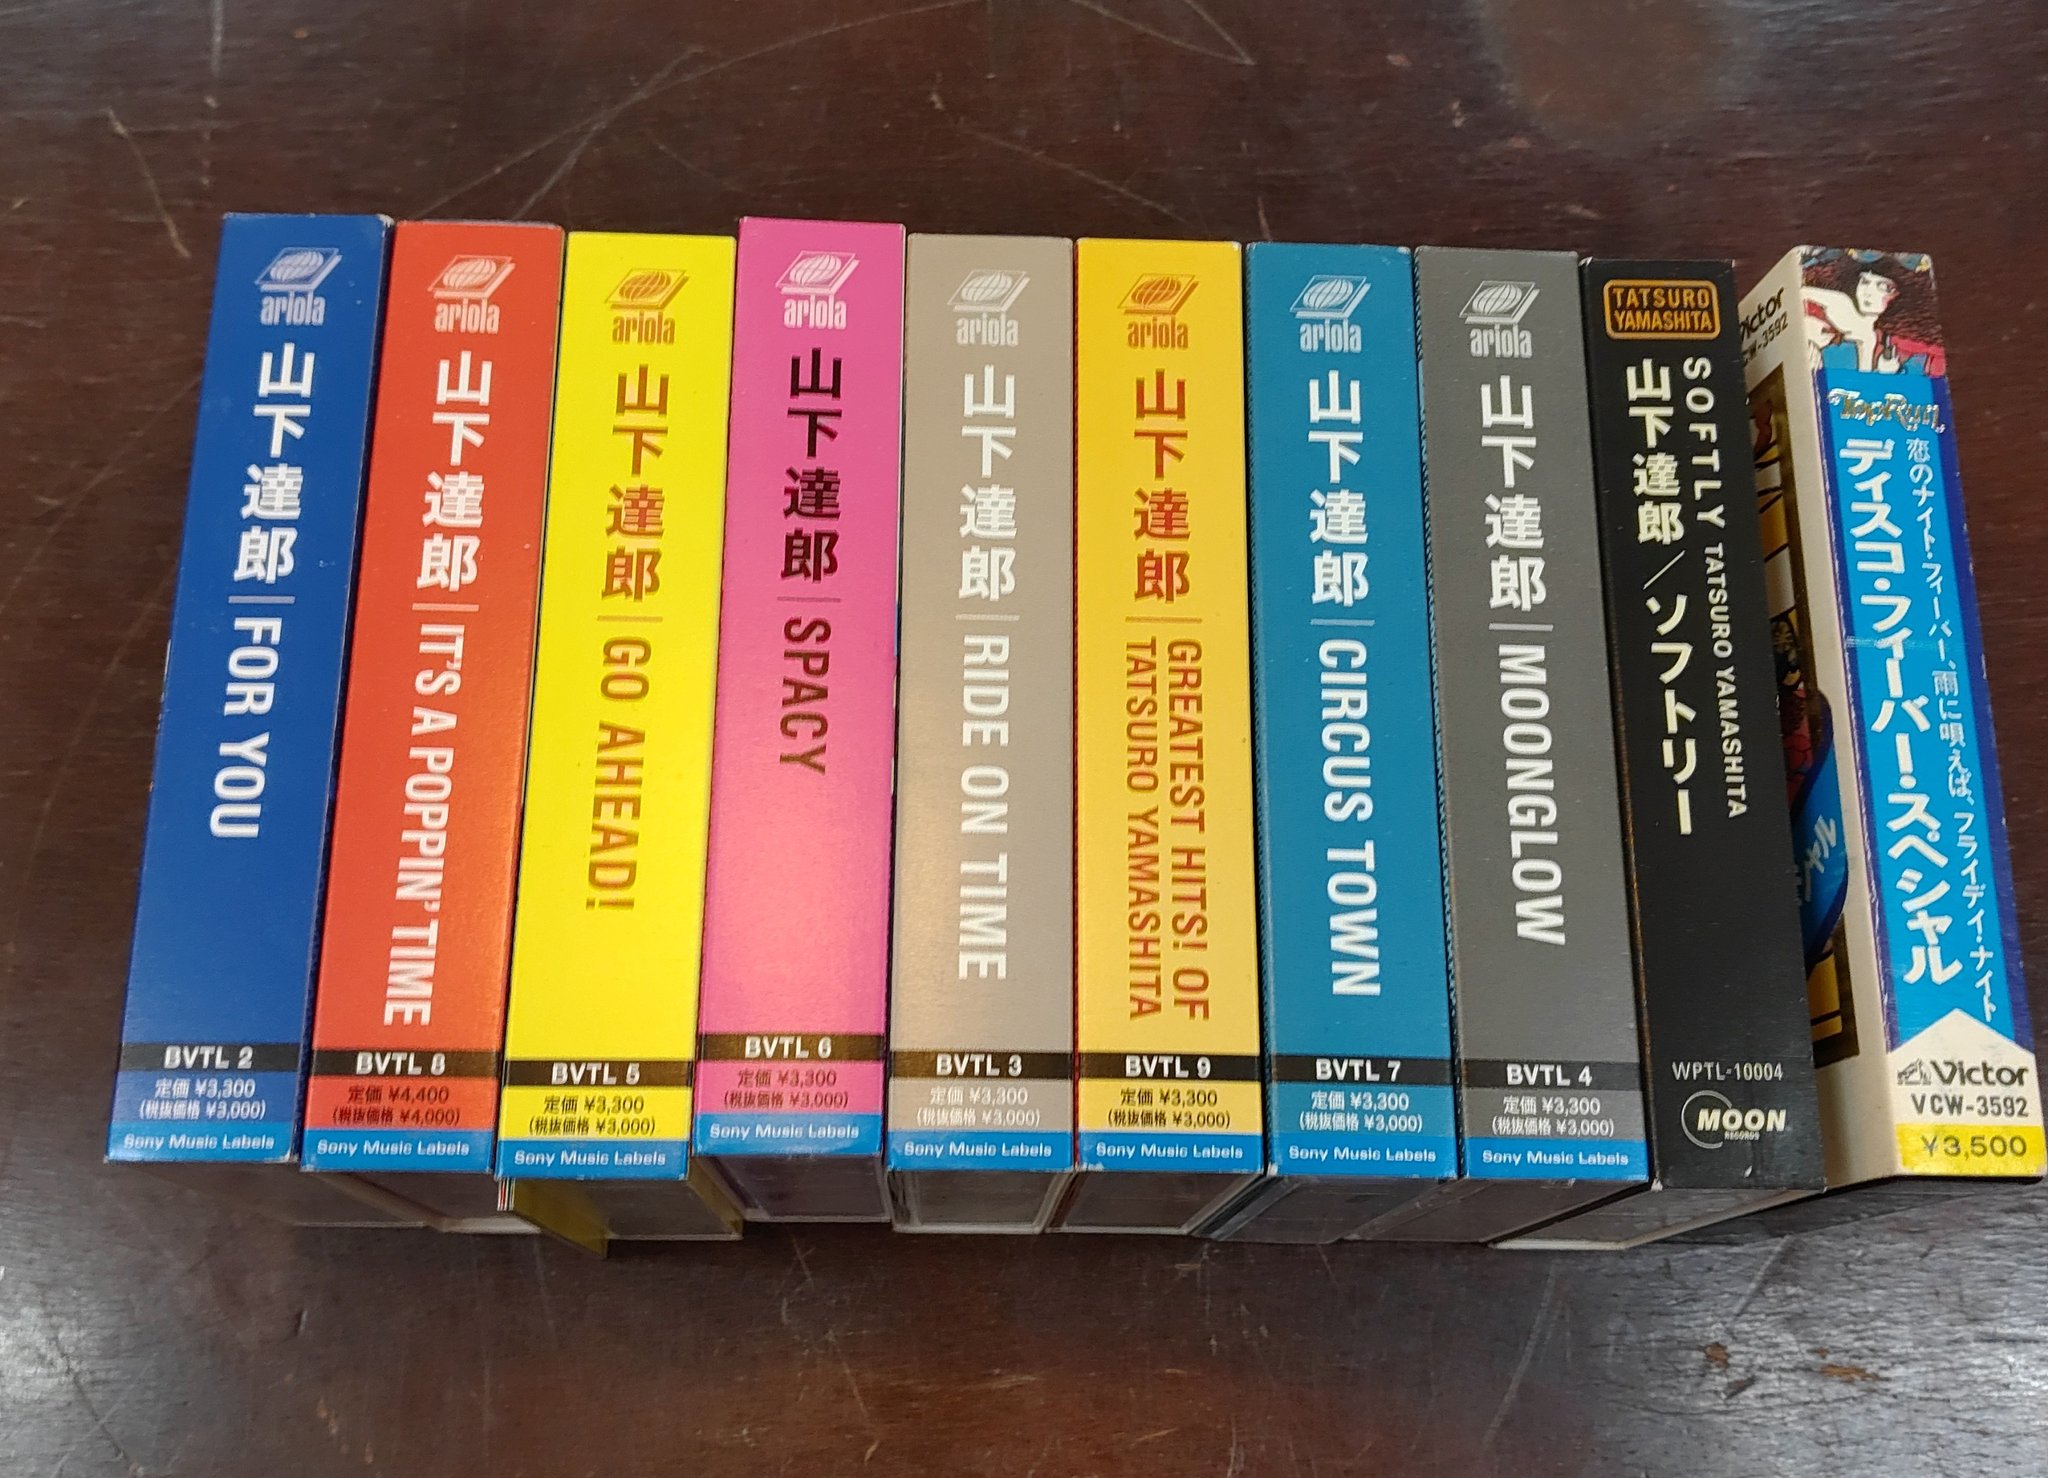 ariola
山下達郎 | FOR YOU
BVTL 2
定価 ¥3,300
(税抜価格 ¥3,000)
Sony Music Labels
ariola
山下達郎 | IT'S A POPPIN' TIME
BVTL 8
定価 ¥4,400
(税抜価格 ¥4,000)
Sony Music Labels
ariola
山下達郎 | GO AHEAD!
BVTL 5
定価 ¥3,300
(税抜価格 ¥3,000)
Sony Music Labels
ariola
山下達郎 | SPACY
BVTL 6
定価 ¥3,300
(税抜価格 ¥3,000)
Sony Music Labels
ariola
山下達郎 | RIDE ON TIME
BVTL 3
定価 ¥3,300
(税抜価格 ¥3,000)
Sony Music Labels
ariola
山下達郎 | GREATEST HITS! OF
TATSURO YAMASHITA
BVTL 9
定価 ¥3,300
(税抜価格 ¥3,000)
Sony Music Labels
ariola
山下達郎 | CIRCUS TOWN
BVTL 7
定価 ¥3,300
(税抜価格 ¥3,000)
Sony Music Labels
ariola
山下達郎 | MOONGLOW
BVTL 4
定価 ¥3,300
(税抜価格 ¥3,000)
Sony Music Labels
TATSURO
YAMASHITA
SOFTLY TATSURO YAMASHITA
山下達郎/ソフトリー
WPTL-10004
MOON
RECORDS
Victor
VCW-3592
Top Run
恋のナイト・フィーバー、雨に唄えば、フライデイ・ナイト
ディスコ・フィーバー・スペシャル
Victor
VCW-3592
¥3,500